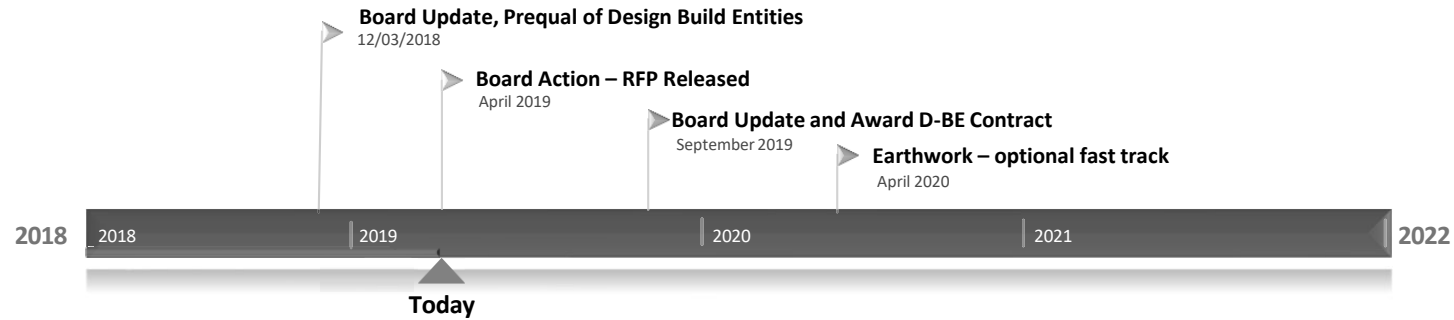 Board Update, Prequal of Design Build Entities
12/03/2018
Board Action – RFP Released
April 2019
Board Update and Award D-BE Contract
September 2019
Earthwork – optional fast track
April 2020
2018 2018 2019 2020 2021 2022
Today